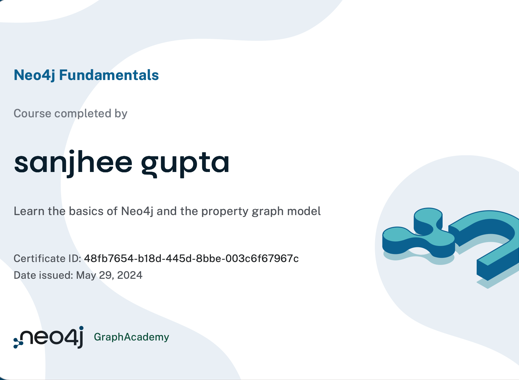 Neo4j Fundamentals
Course completed by
sanjhee gupta
Learn the basics of Neo4j and the property graph model
Certificate ID: 48fb7654-b18d-445d-8bbe-003c6f67967c
Date issued: May 29, 2024
neo4j GraphAcademy